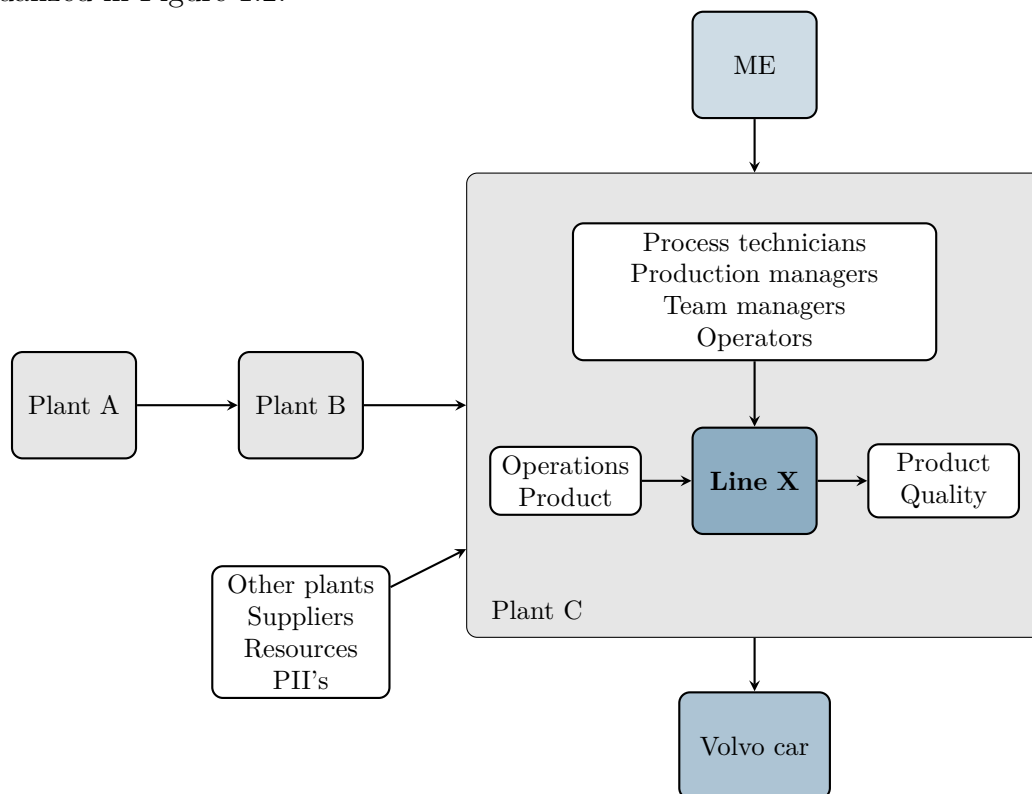 ME
Process technicians
Production managers
Team managers
Operators
Plant A
Plant B
Operations
Product
Line X
Product
Quality
Other plants
Suppliers
Resources
PII's
Plant C
Volvo car